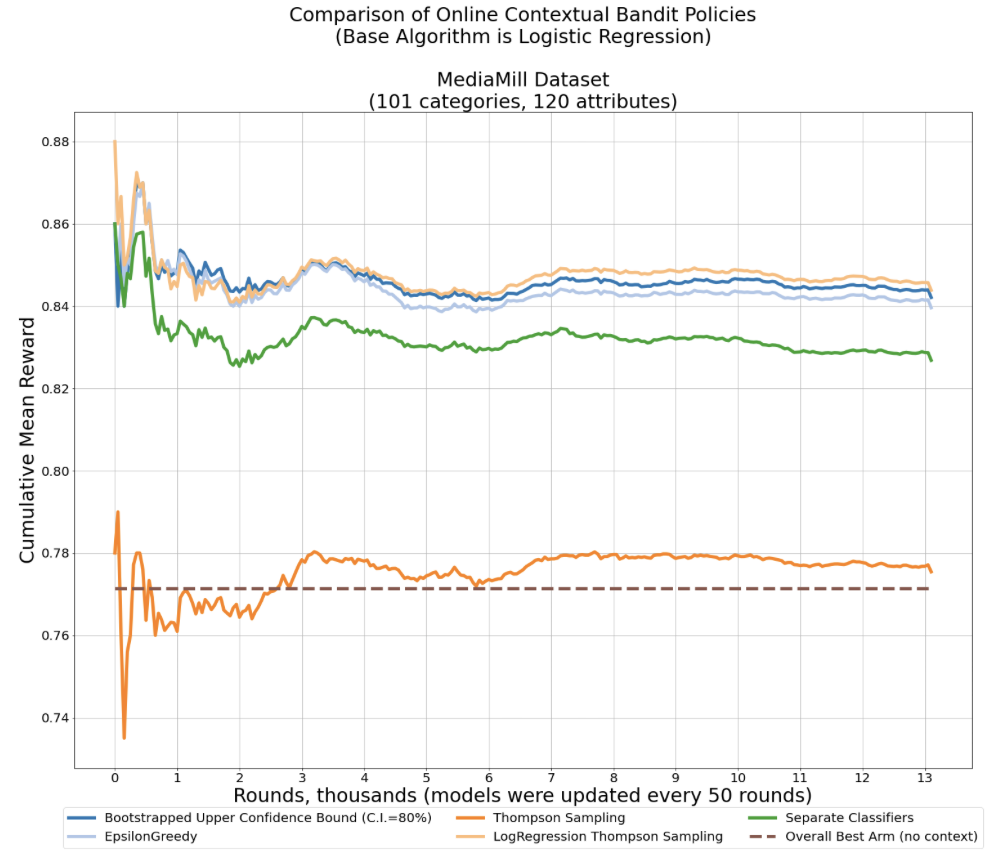 Comparison of Online Contextual Bandit Policies
(Base Algorithm is Logistic Regression)
MediaMill Dataset
(101 categories, 120 attributes)
Cumulative Mean Reward
0.88
0.86
0.84
0.82
0.80
0.78
0.76
0.74
0 1 2 3 4 5 6 7 8 9 10 11 12 13
Rounds, thousands (models were updated every 50 rounds)
Bootstrapped Upper Confidence Bound (C.I.=80%) Thompson Sampling Separate Classifiers
EpsilonGreedy LogRegression Thompson Sampling Overall Best Arm (no context)